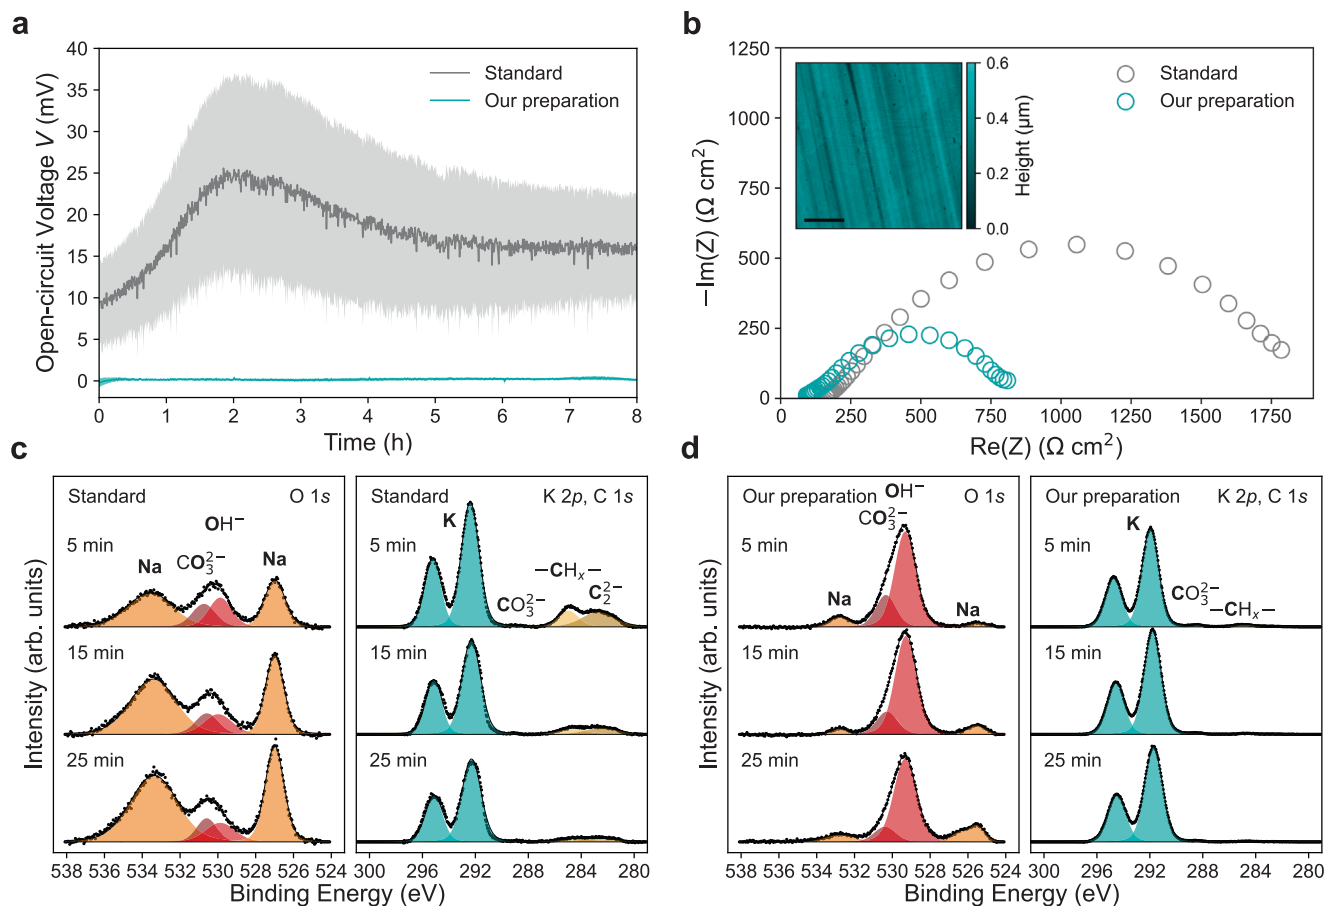 a
Open-circuit Voltage V (mV)
40
35
30
25
20
15
10
5
0
Standard
Our preparation
0 1 2 3 4 5 6 7 8
Time (h)
b
−Im(Z) (Ω cm²)
1250
1000
750
500
250
0
Height (µm)
0.6
0.4
0.2
0.0
Standard
Our preparation
0 250 500 750 1000 1250 1500 1750
Re(Z) (Ω cm²)
c
Intensity (arb. units)
Standard O 1s
5 min
Na
CO₃²⁻
OH⁻
Na
15 min
25 min
538 536 534 532 530 528 526 524
Standard K 2p, C 1s
5 min
K
CO₃²⁻
−CHₓ−
C₂²⁻
15 min
25 min
300 296 292 288 284 280
Binding Energy (eV)
d
Intensity (arb. units)
Our preparation O 1s
OH⁻
CO₃²⁻
5 min
Na
Na
15 min
25 min
538 536 534 532 530 528 526 524
Our preparation K 2p, C 1s
5 min
K
CO₃²⁻
−CHₓ−
15 min
25 min
300 296 292 288 284 280
Binding Energy (eV)